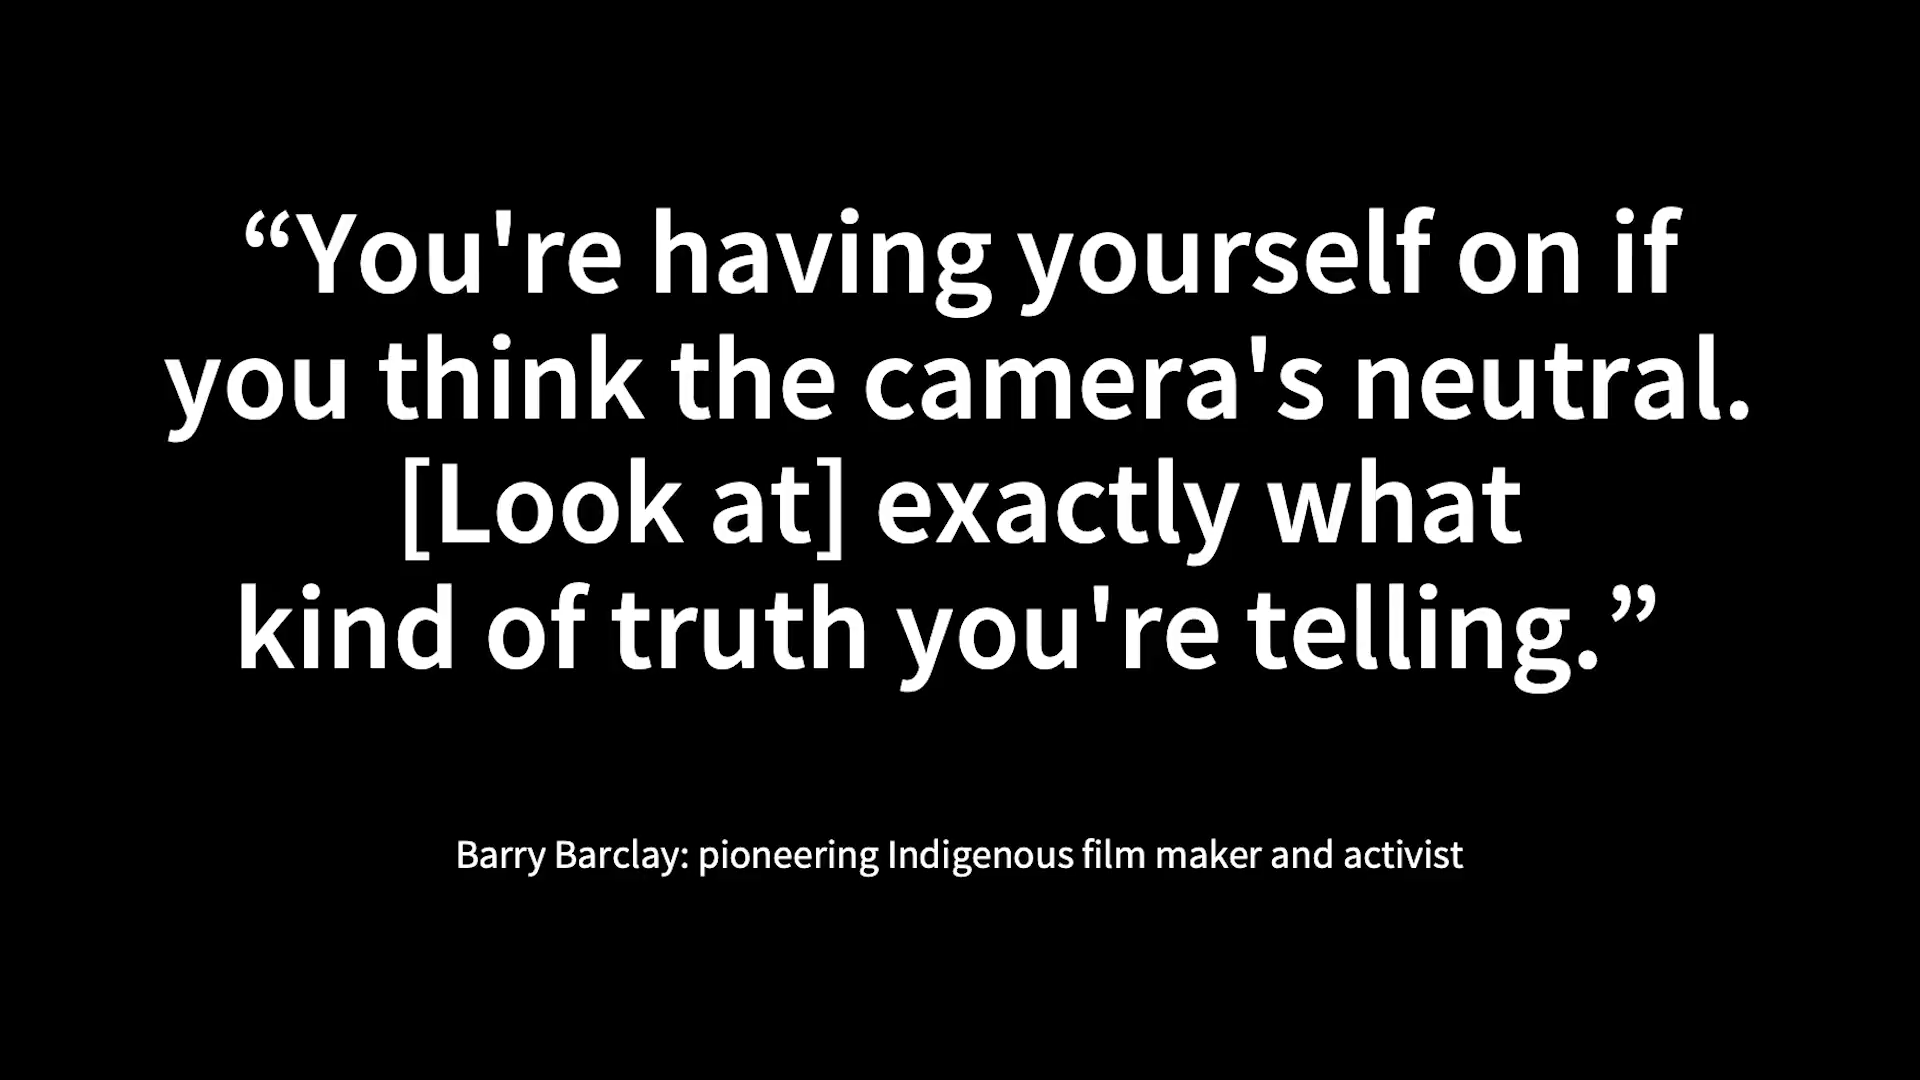 “You're having yourself on if
you think the camera's neutral.
[Look at] exactly what
kind of truth you're telling.”
Barry Barclay: pioneering Indigenous film maker and activist